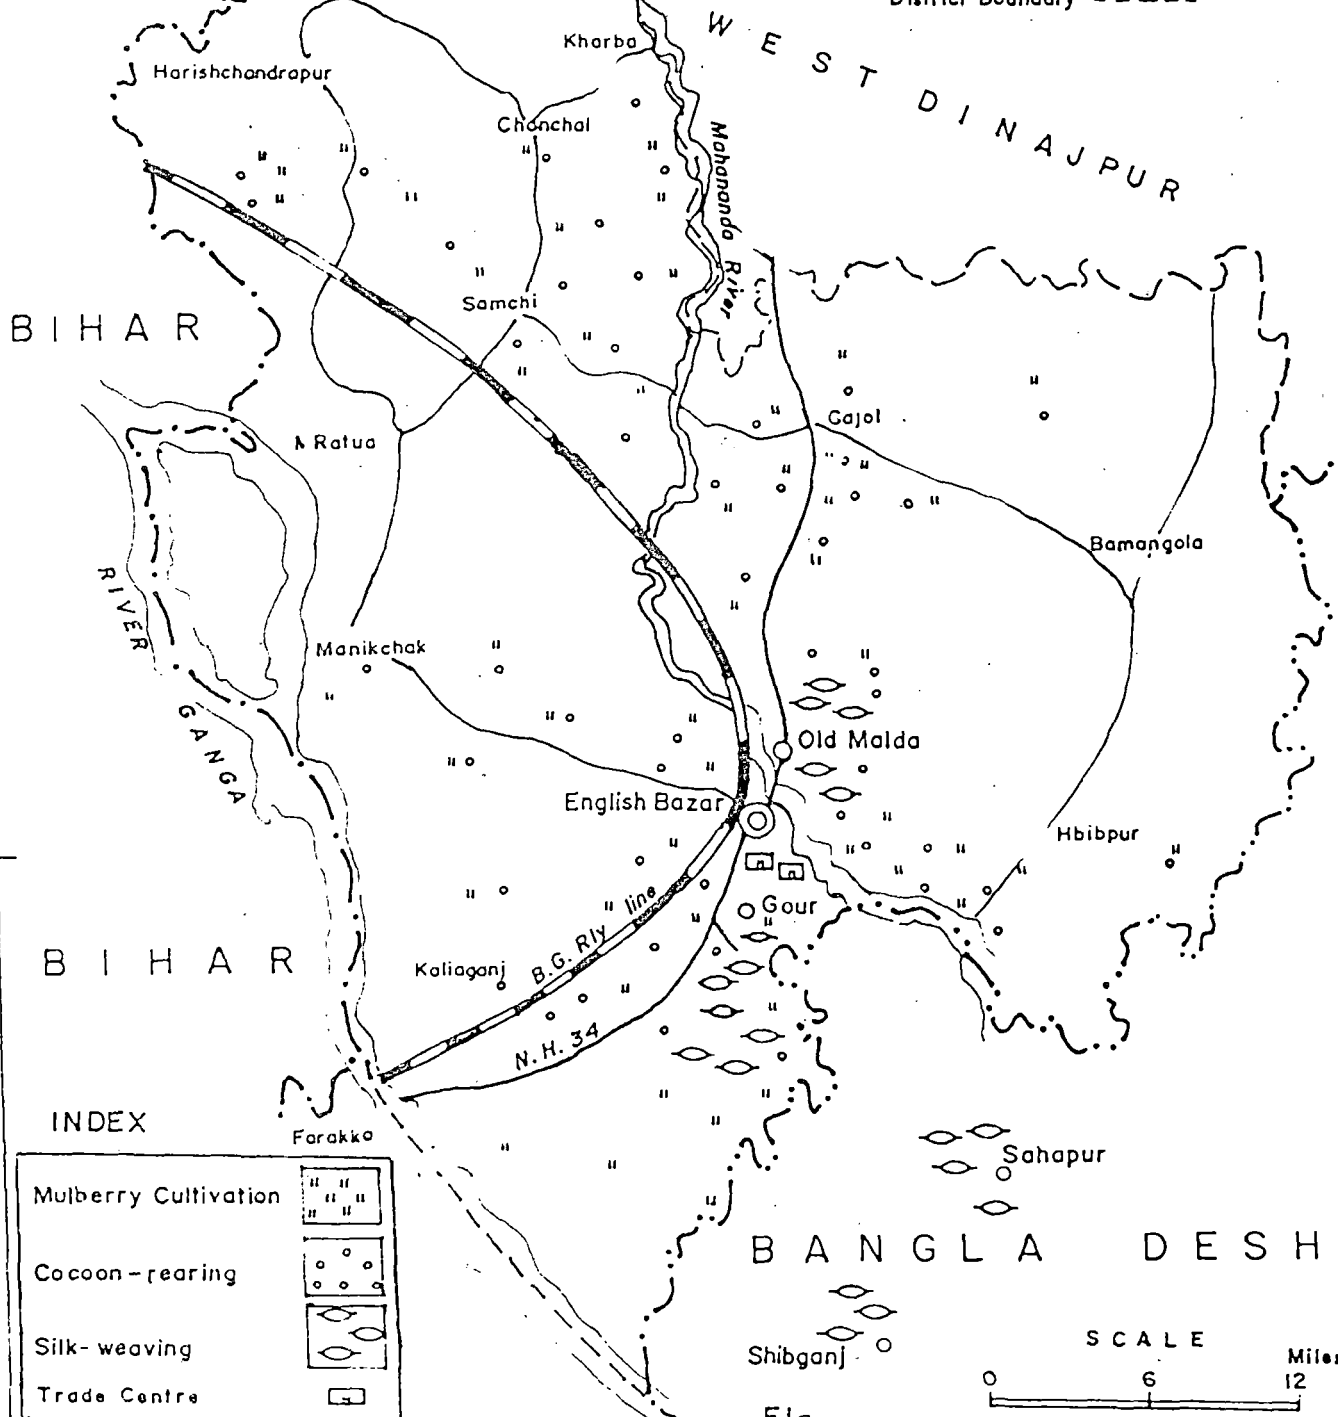 District Boundary
WEST DINAJPUR
Kharba
Harishchandrapur
Chanchal
Mahananda River
Samchi
BIHAR
Gajol
Ratua
Bamangola
RIVER GANGA
Manikchak
Old Malda
English Bazar
Hbibpur
Gour
B.G. Rly line
BIHAR
Kaliaganj
N.H. 34
INDEX
Farakka
Sahapur
Mulberry Cultivation
BANGLA DESH
Cocoon-rearing
Silk-weaving
Shibganj
SCALE
Miles
0 6 12
Trade Centre